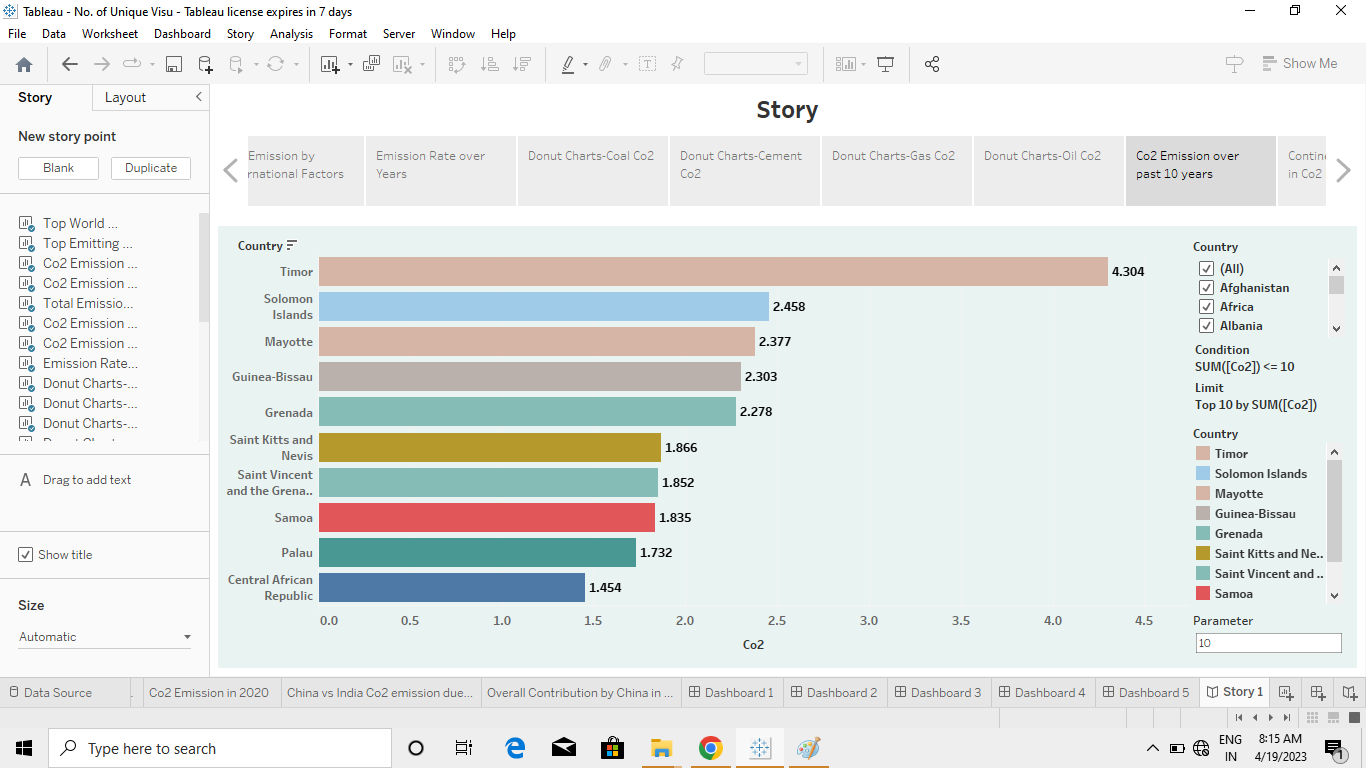 Tableau - No. of Unique Visu - Tableau license expires in 7 days
File Data Worksheet Dashboard Story Analysis Format Server Window Help
Show Me
Story Layout
New story point
Blank Duplicate
Top World ...
Top Emitting ...
Co2 Emission ...
Co2 Emission ...
Total Emissio...
Co2 Emission ...
Co2 Emission ...
Emission Rate...
Donut Charts-...
Donut Charts-...
Donut Charts-...
A Drag to add text
Show title
Size
Automatic
Story
Emission by
rnational Factors
Emission Rate over
Years
Donut Charts-Coal Co2
Donut Charts-Cement
Co2
Donut Charts-Gas Co2
Donut Charts-Oil Co2
Co2 Emission over
past 10 years
Contin
in Co2
Country
Timor 4.304
Solomon
Islands 2.458
Mayotte 2.377
Guinea-Bissau 2.303
Grenada 2.278
Saint Kitts and
Nevis 1.866
Saint Vincent
and the Grena.. 1.852
Samoa 1.835
Palau 1.732
Central African
Republic 1.454
0.0 0.5 1.0 1.5 2.0 2.5 3.0 3.5 4.0 4.5
Co2
Country
(All)
Afghanistan
Africa
Albania
Condition
SUM([Co2]) <= 10
Limit
Top 10 by SUM([Co2])
Country
Timor
Solomon Islands
Mayotte
Guinea-Bissau
Grenada
Saint Kitts and Ne..
Saint Vincent and ..
Samoa
Parameter
10
Data Source Co2 Emission in 2020 China vs India Co2 emission due... Overall Contribution by China in ... Dashboard 1 Dashboard 2 Dashboard 3 Dashboard 4 Dashboard 5 Story 1
Type here to search
ENG
IN
8:15 AM
4/19/2023
1